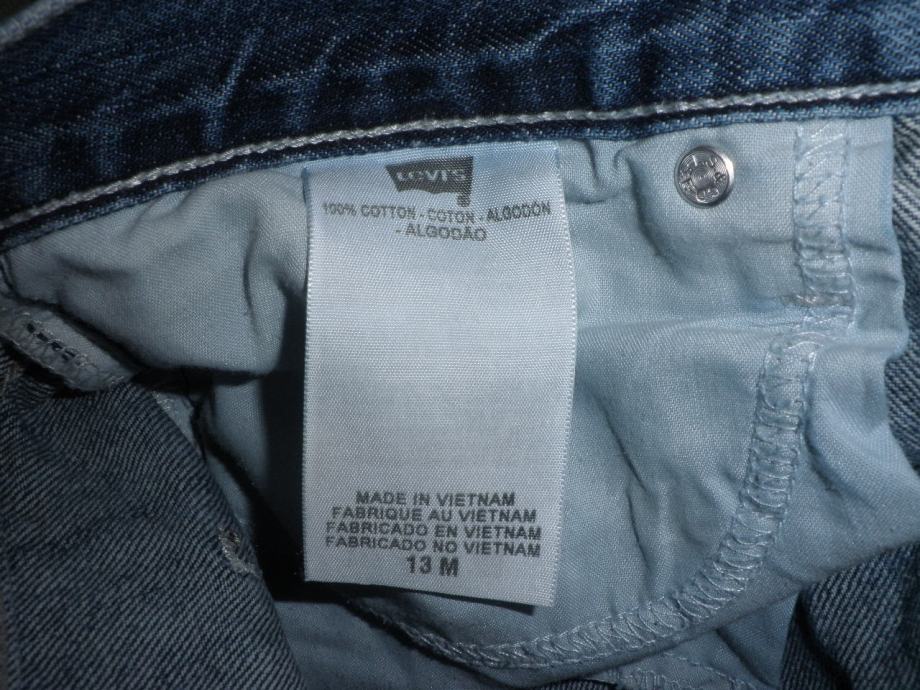 LEVI'S
100% COTTON - COTON - ALGODÓN
- ALGODÃO
MADE IN VIETNAM
FABRIQUE AU VIETNAM
FABRICADO EN VIETNAM
FABRICADO NO VIETNAM
13 M